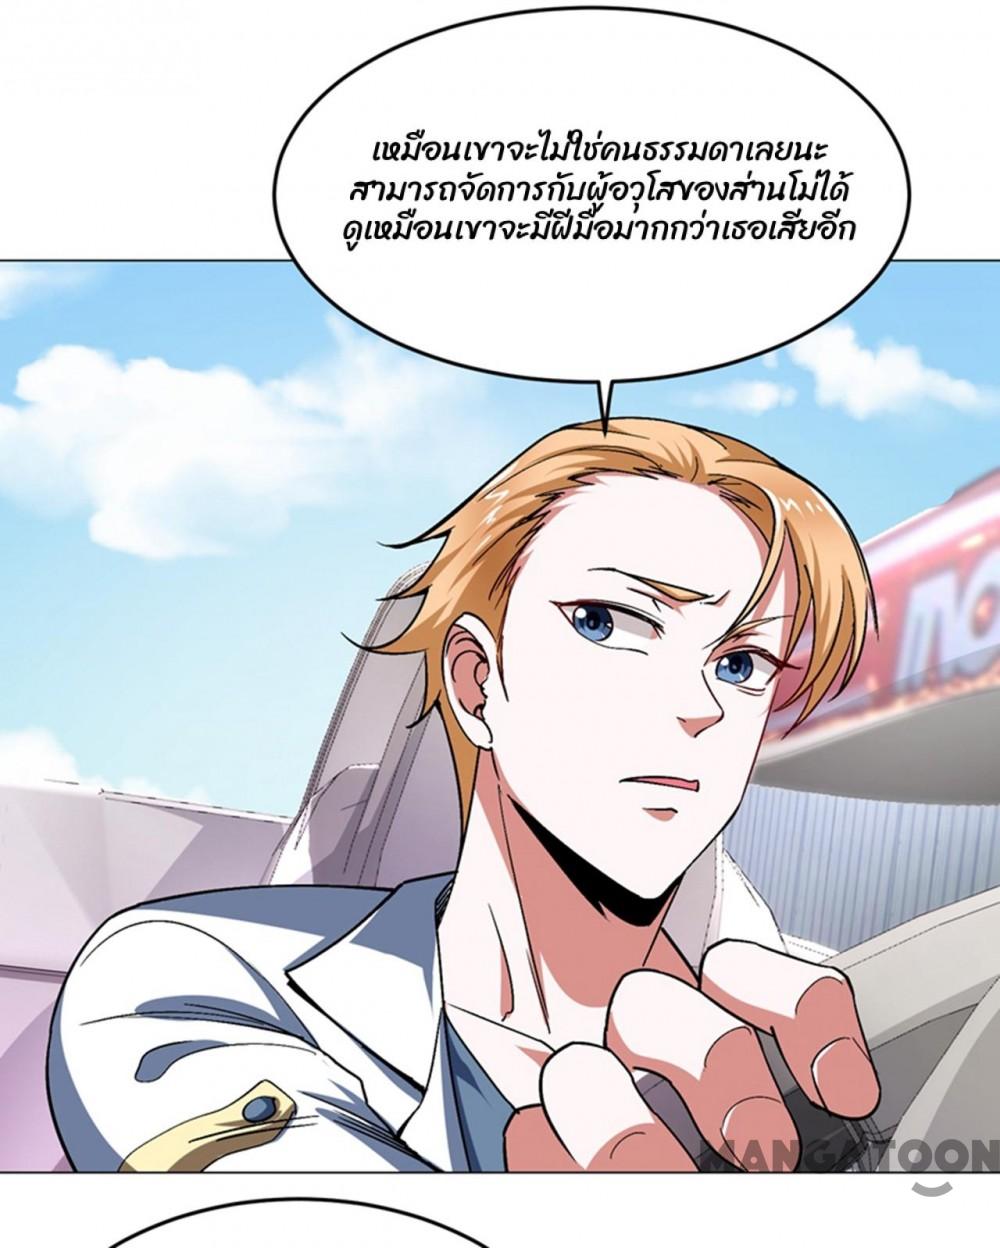 เหมือนเขาจะไม่ใช่คนธรรมดาเลยนะ
สามารถจัดการกับผู้อวุโสของส่านโม่ได้
ดูเหมือนเขาจะมีฝีมือมากกว่าเธอเสียอีก
MANGATOON